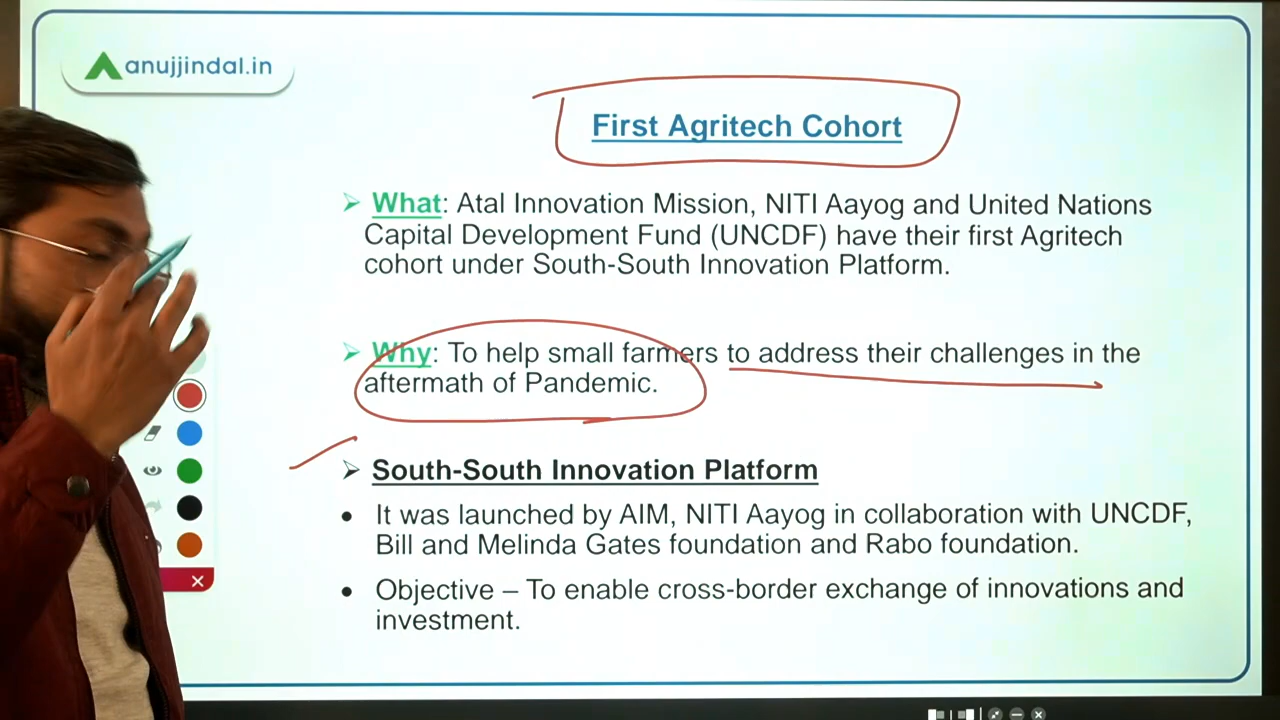 anujjindal.in
First Agritech Cohort
➢ What: Atal Innovation Mission, NITI Aayog and United Nations
Capital Development Fund (UNCDF) have their first Agritech
cohort under South-South Innovation Platform.
➢ Why: To help small farmers to address their challenges in the
aftermath of Pandemic.
➢ South-South Innovation Platform
• It was launched by AIM, NITI Aayog in collaboration with UNCDF,
Bill and Melinda Gates foundation and Rabo foundation.
• Objective – To enable cross-border exchange of innovations and
investment.